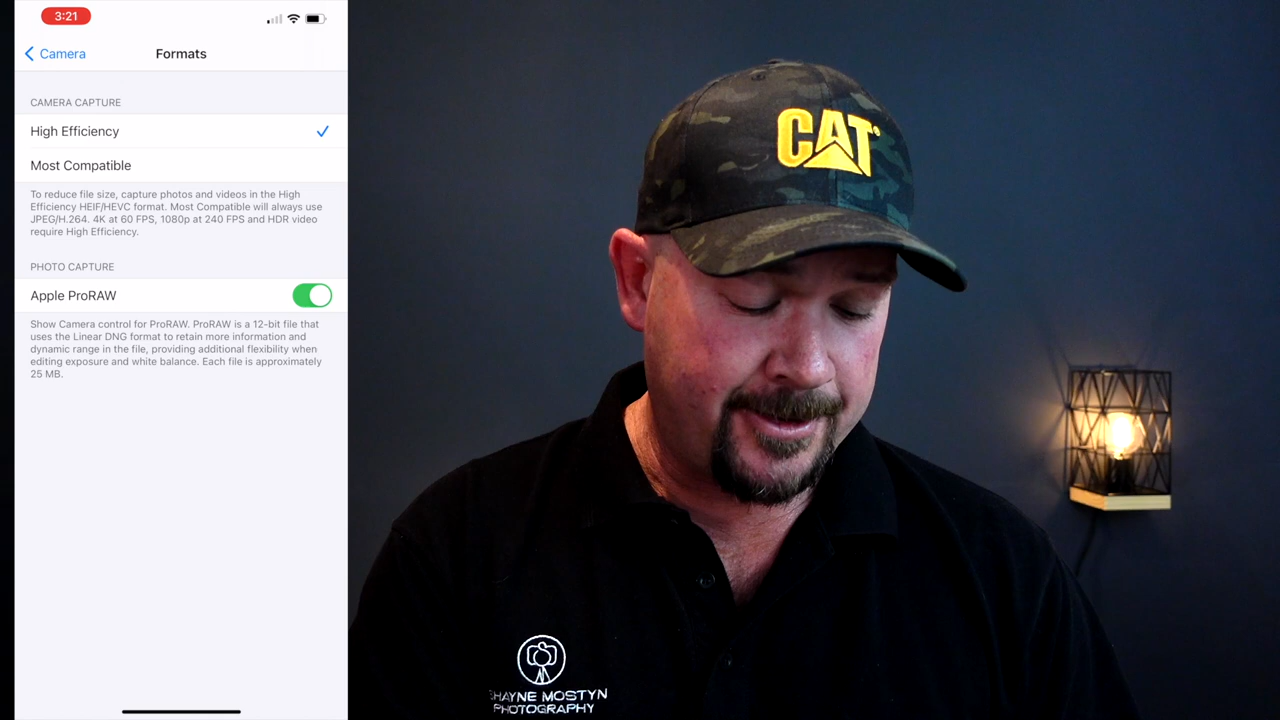 3:21
Camera
Formats
CAMERA CAPTURE
High Efficiency
Most Compatible
To reduce file size, capture photos and videos in the High
Efficiency HEIF/HEVC format. Most Compatible will always use
JPEG/H.264. 4K at 60 FPS, 1080p at 240 FPS and HDR video
require High Efficiency.
PHOTO CAPTURE
Apple ProRAW
Show Camera control for ProRAW. ProRAW is a 12-bit file that
uses the Linear DNG format to retain more information and
dynamic range in the file, providing additional flexibility when
editing exposure and white balance. Each file is approximately
25 MB.
CAT
HAYNE MOSTYN
PHOTOGRAPHY